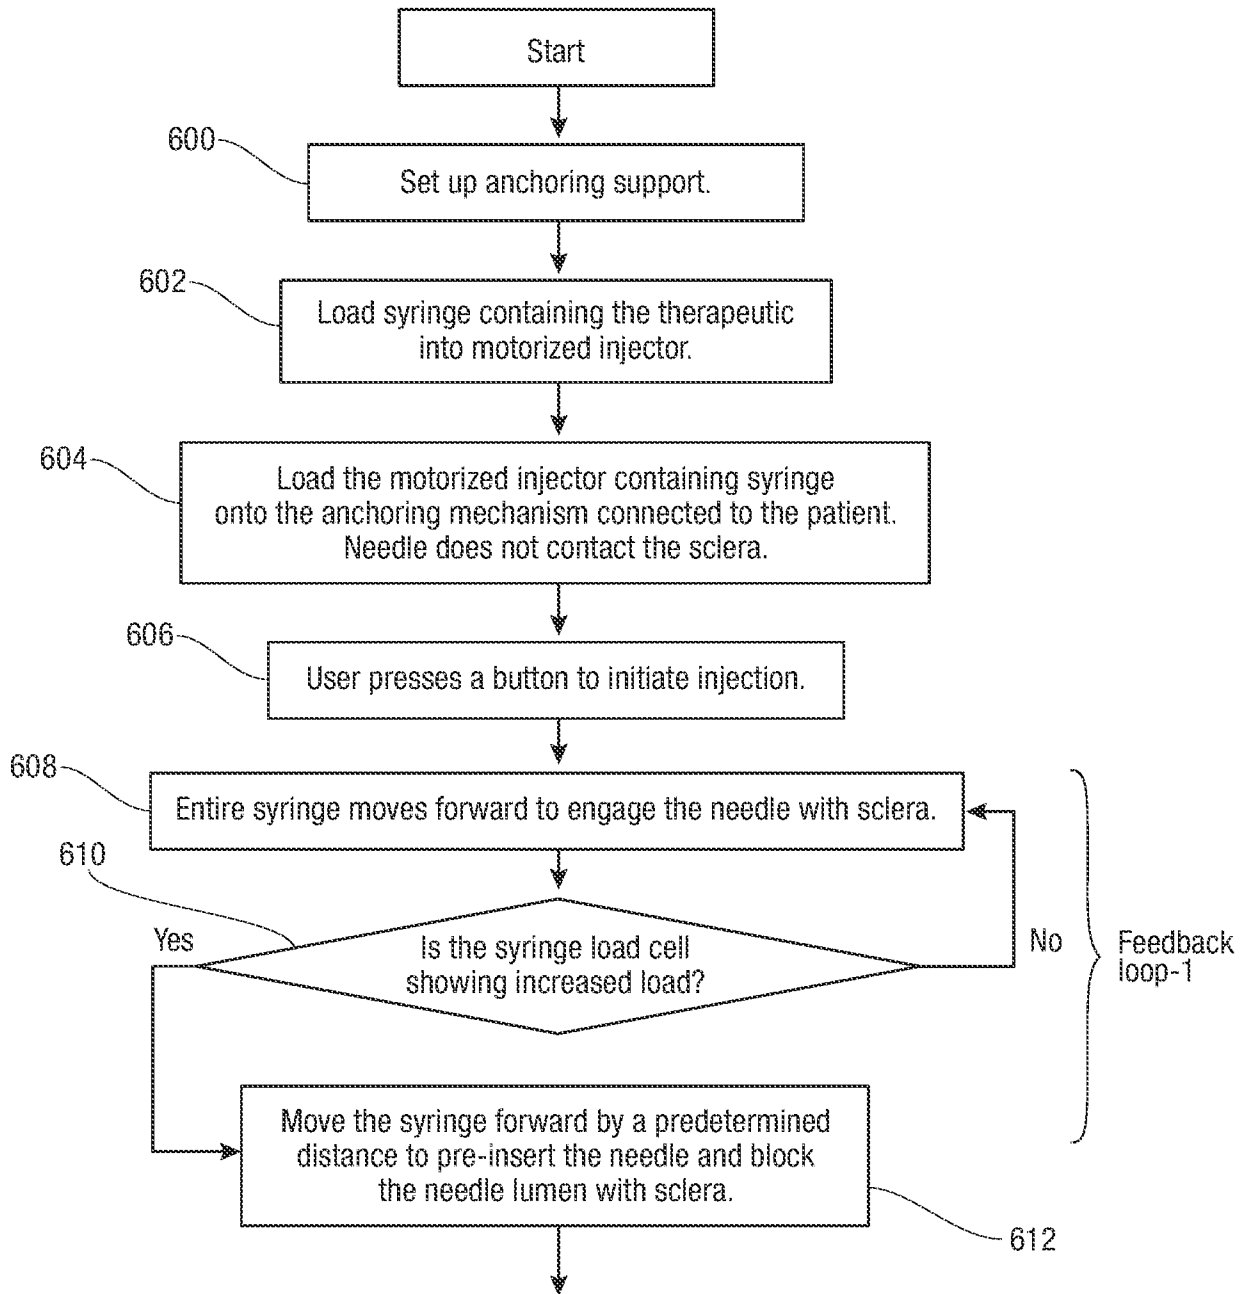 Start
600
Set up anchoring support.
602
Load syringe containing the therapeutic
into motorized injector.
604
Load the motorized injector containing syringe
onto the anchoring mechanism connected to the patient.
Needle does not contact the sclera.
606
User presses a button to initiate injection.
608
Entire syringe moves forward to engage the needle with sclera.
610
Yes
Is the syringe load cell
showing increased load?
No
Feedback
loop-1
Move the syringe forward by a predetermined
distance to pre-insert the needle and block
the needle lumen with sclera.
612